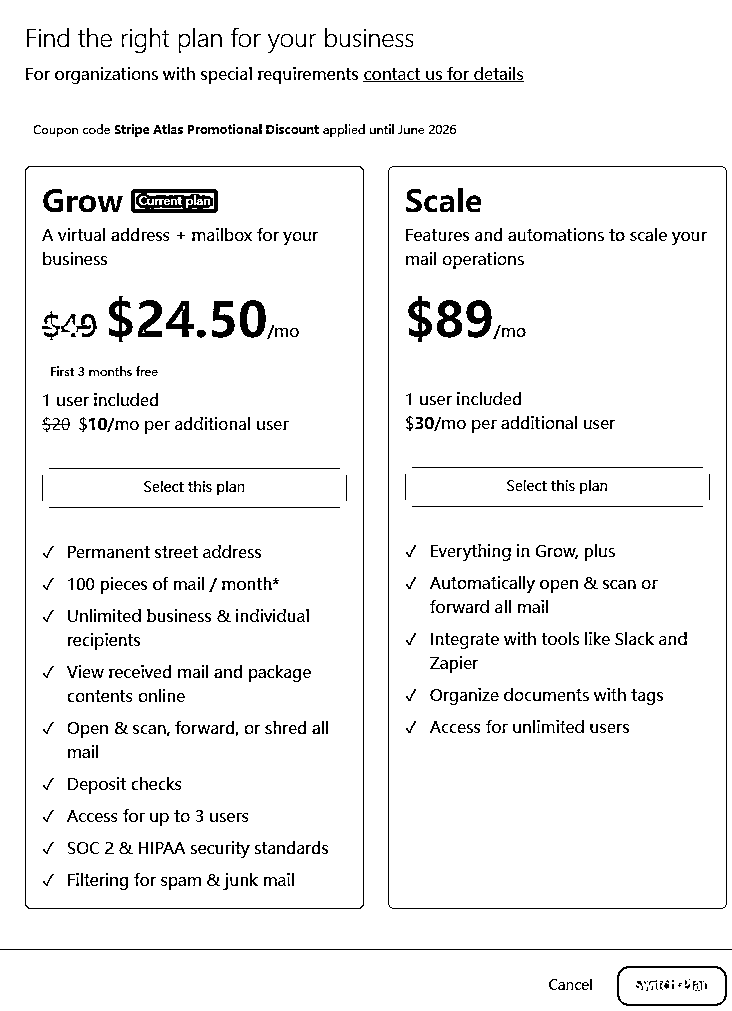 Find the right plan for your business
For organizations with special requirements contact us for details
Coupon code Stripe Atlas Promotional Discount applied until June 2026
Grow Current plan
A virtual address + mailbox for your
business
$49 $24.50/mo
First 3 months free
1 user included
$20 $10/mo per additional user
Select this plan
✓ Permanent street address
✓ 100 pieces of mail / month*
✓ Unlimited business & individual
recipients
✓ View received mail and package
contents online
✓ Open & scan, forward, or shred all
mail
✓ Deposit checks
✓ Access for up to 3 users
✓ SOC 2 & HIPAA security standards
✓ Filtering for spam & junk mail
Scale
Features and automations to scale your
mail operations
$89/mo
1 user included
$30/mo per additional user
Select this plan
✓ Everything in Grow, plus
✓ Automatically open & scan or
forward all mail
✓ Integrate with tools like Slack and
Zapier
✓ Organize documents with tags
✓ Access for unlimited users
Cancel